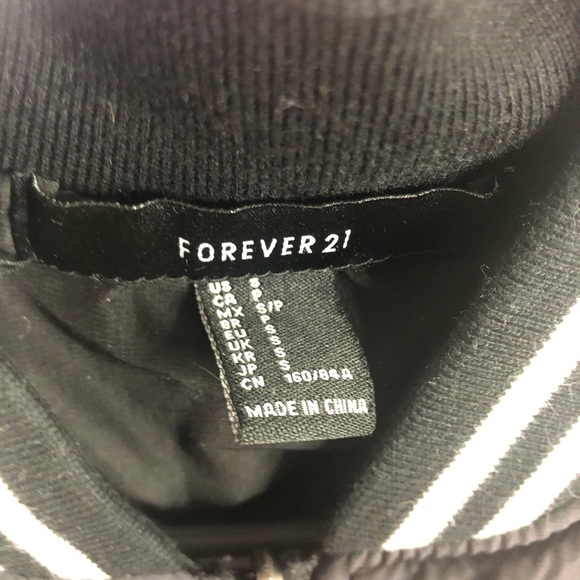 FOREVER 21
US S
CA P
MX S/P
BR P
EU S
UK S
KR S
JP S
CN 160/84A
MADE IN CHINA